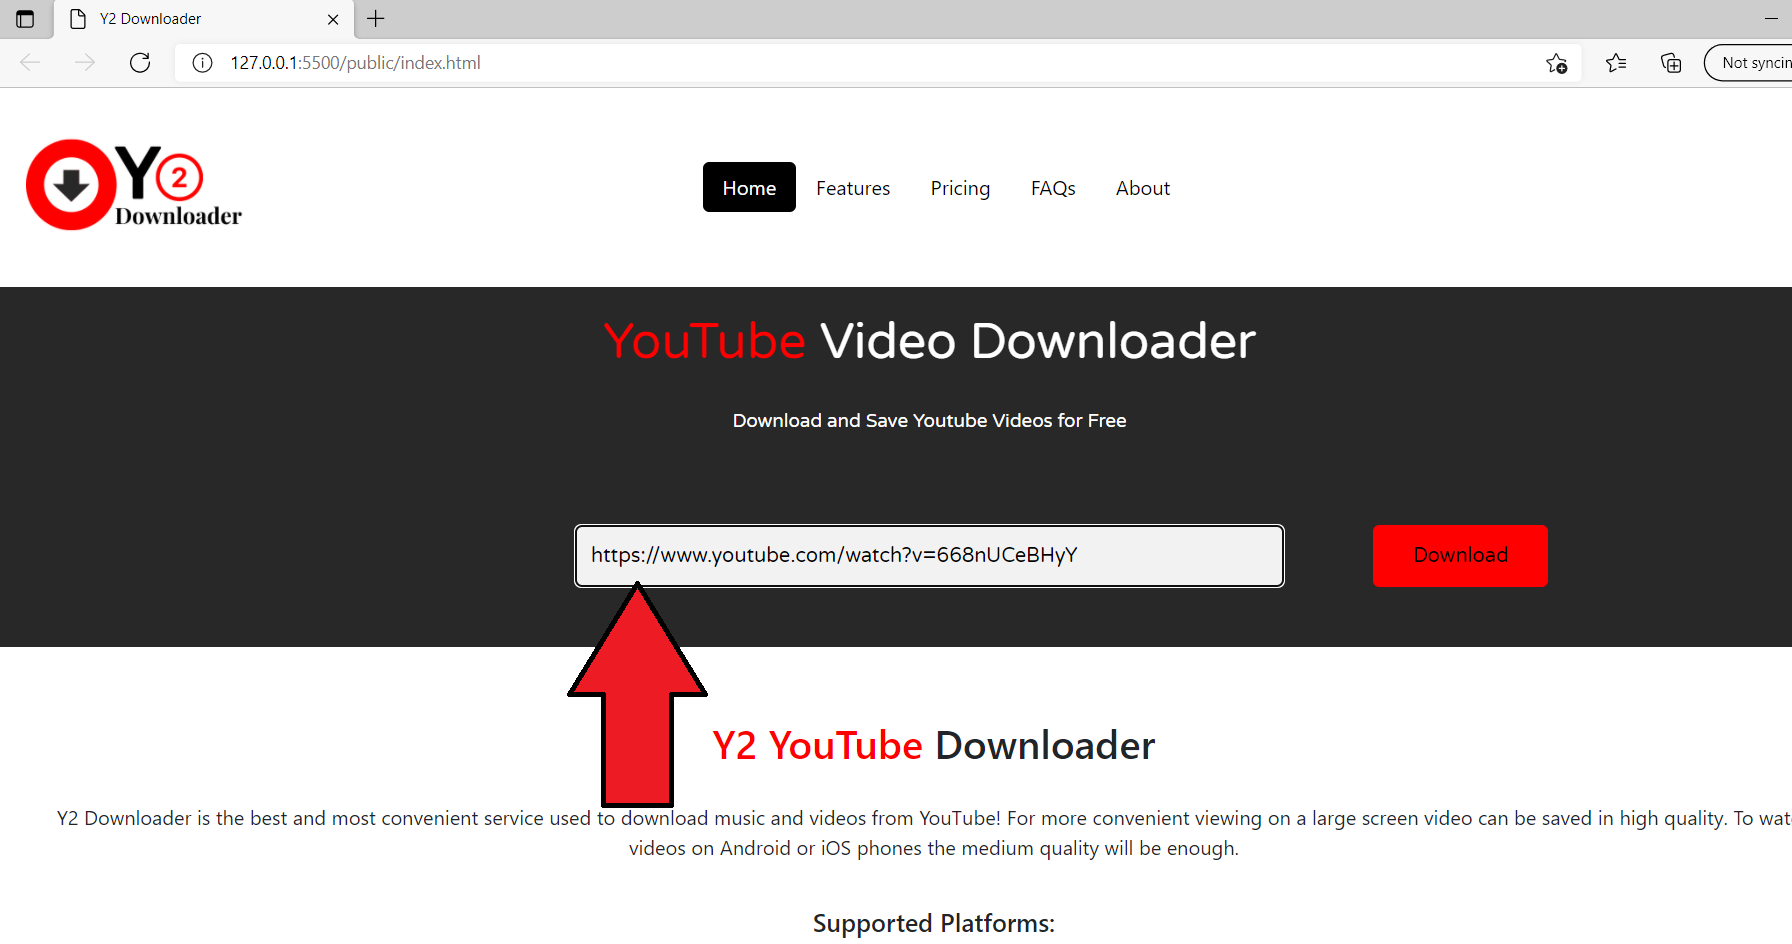 Y2 Downloader
127.0.0.1:5500/public/index.html
Not syncin
Y2
Downloader
Home Features Pricing FAQs About
YouTube Video Downloader
Download and Save Youtube Videos for Free
https://www.youtube.com/watch?v=668nUCeBHyY
Download
Y2 YouTube Downloader
Y2 Downloader is the best and most convenient service used to download music and videos from YouTube! For more convenient viewing on a large screen video can be saved in high quality. To wat
videos on Android or iOS phones the medium quality will be enough.
Supported Platforms: